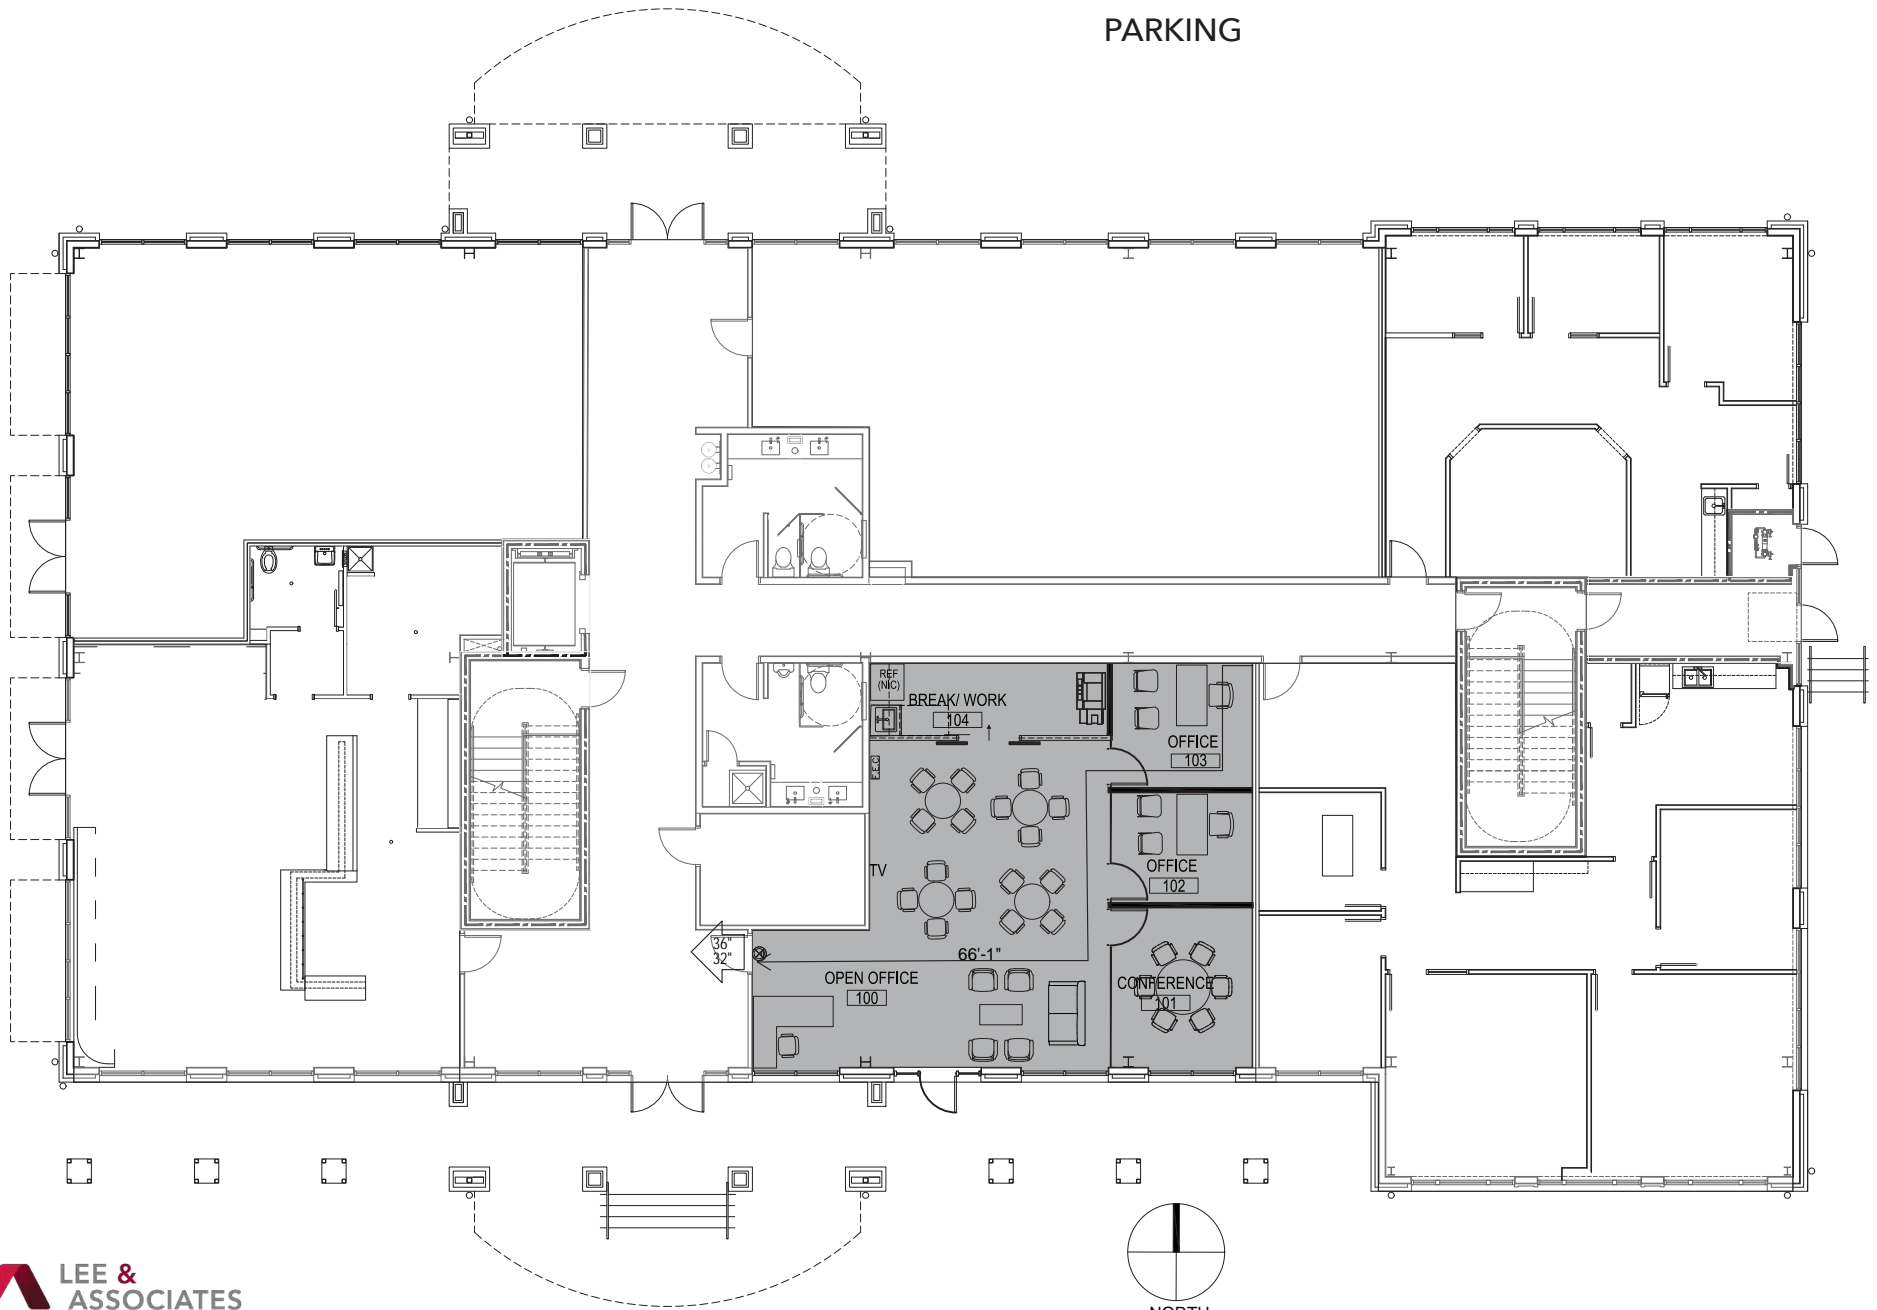 PARKING
REF
(NIC)
BREAK/ WORK
104
OFFICE
103
F.E.C
TV
OFFICE
102
36"
32"
66'-1"
OPEN OFFICE
100
CONFERENCE
101
LEE &
ASSOCIATES
NORTH